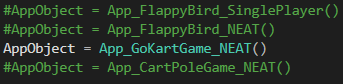 #AppObject = App_FlappyBird_SinglePlayer()
#AppObject = App_FlappyBird_NEAT()
AppObject = App_GoKartGame_NEAT()
#AppObject = App_CartPoleGame_NEAT()